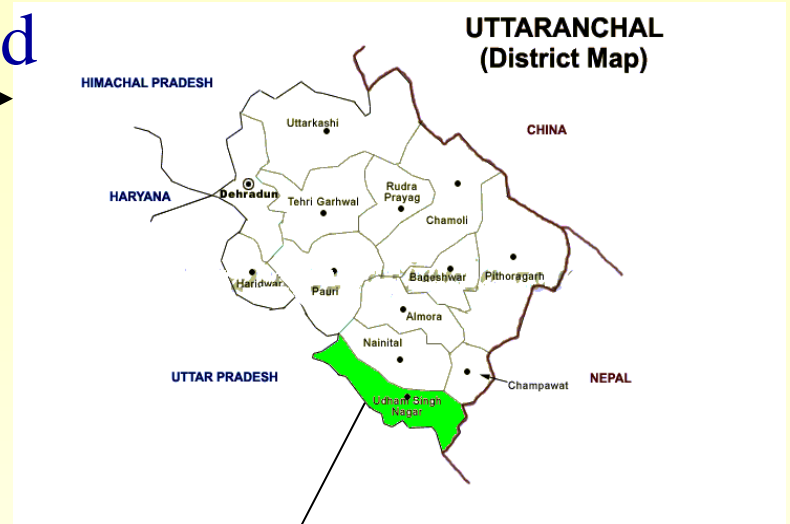 d
UTTARANCHAL
(District Map)
HIMACHAL PRADESH
CHINA
Uttarkashi
HARYANA
Dehradun
Tehri Garhwal
Rudra
Prayag
Chamoli
Haridwar
Pauri
Bageshwar
Pithoragarh
Almora
Nainital
UTTAR PRADESH
Champawat
NEPAL
Udham Singh
Nagar